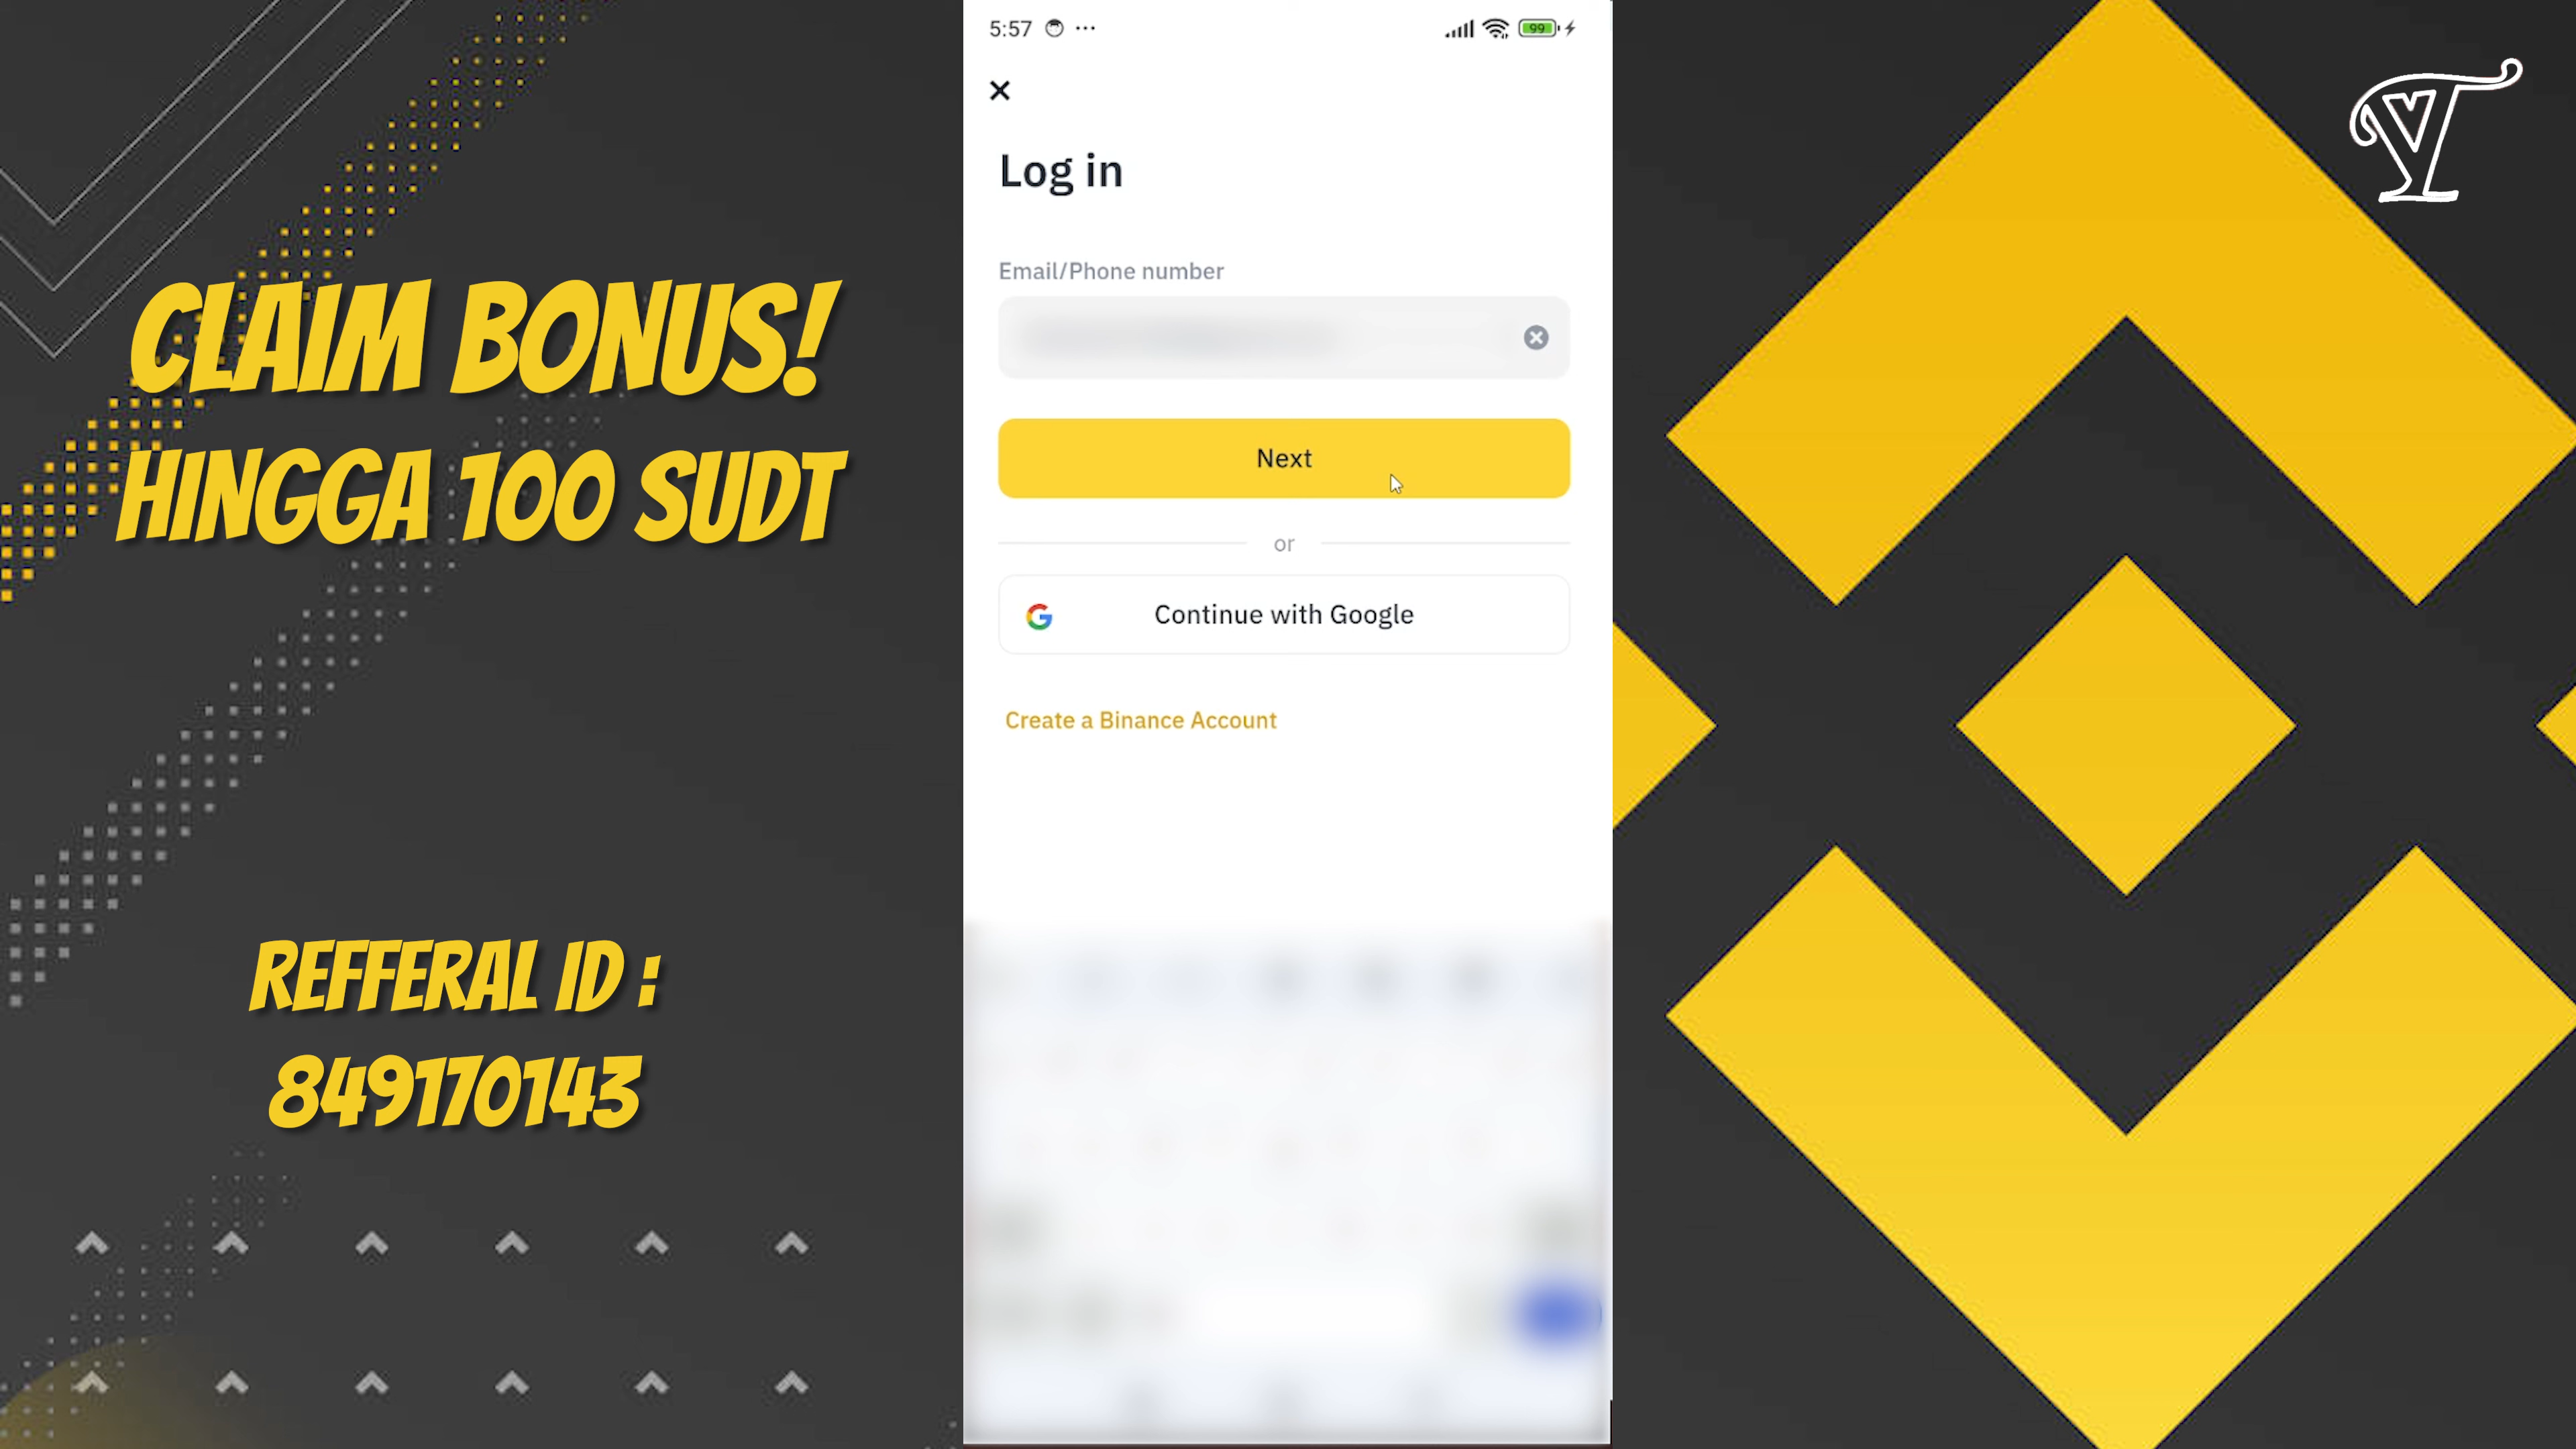 CLAIM BONUS!
HINGGA 100 SUDT
REFFERAL ID :
849170143
5:57
99
Log in
Email/Phone number
Next
or
Continue with Google
Create a Binance Account